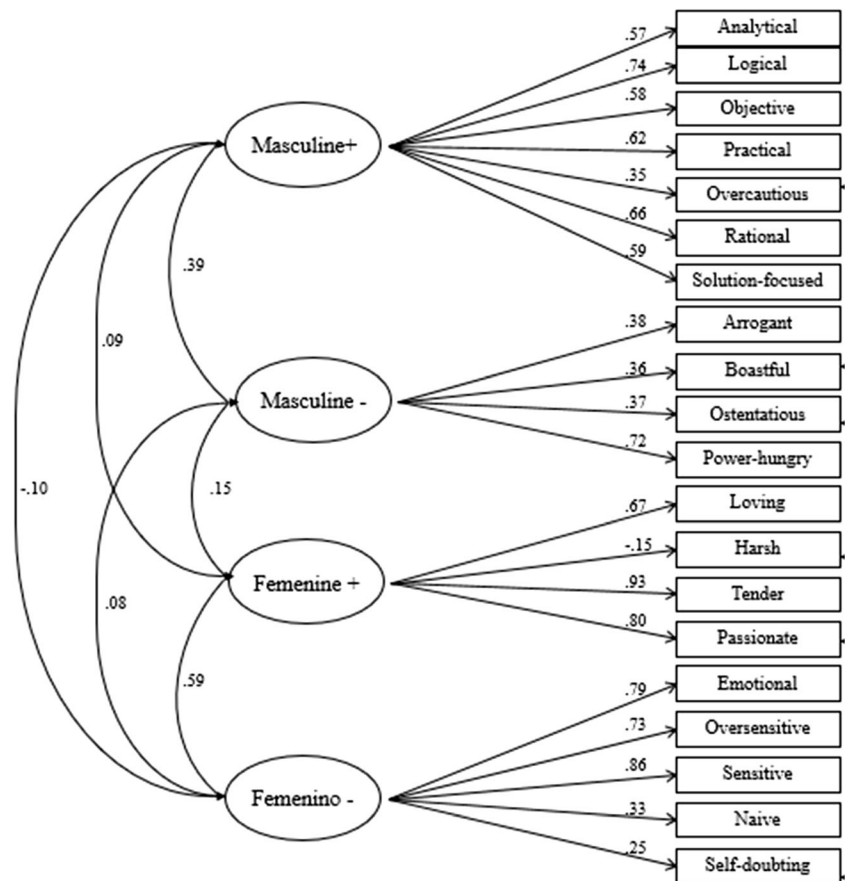 .57
Analytical
.74
Logical
.58
Objective
Masculine+
.62
Practical
.35
Overcautious
.66
Rational
.59
Solution-focused
.39
.38
Arrogant
.09
.36
Boastful
Masculine -
.37
Ostentatious
.72
Power-hungry
-.10
.15
.67
Loving
-.15
Harsh
Femenine +
.93
Tender
.08
.80
Passionate
.59
.79
Emotional
.73
Oversensitive
.86
Sensitive
Femenino -
.33
Naive
.25
Self-doubting